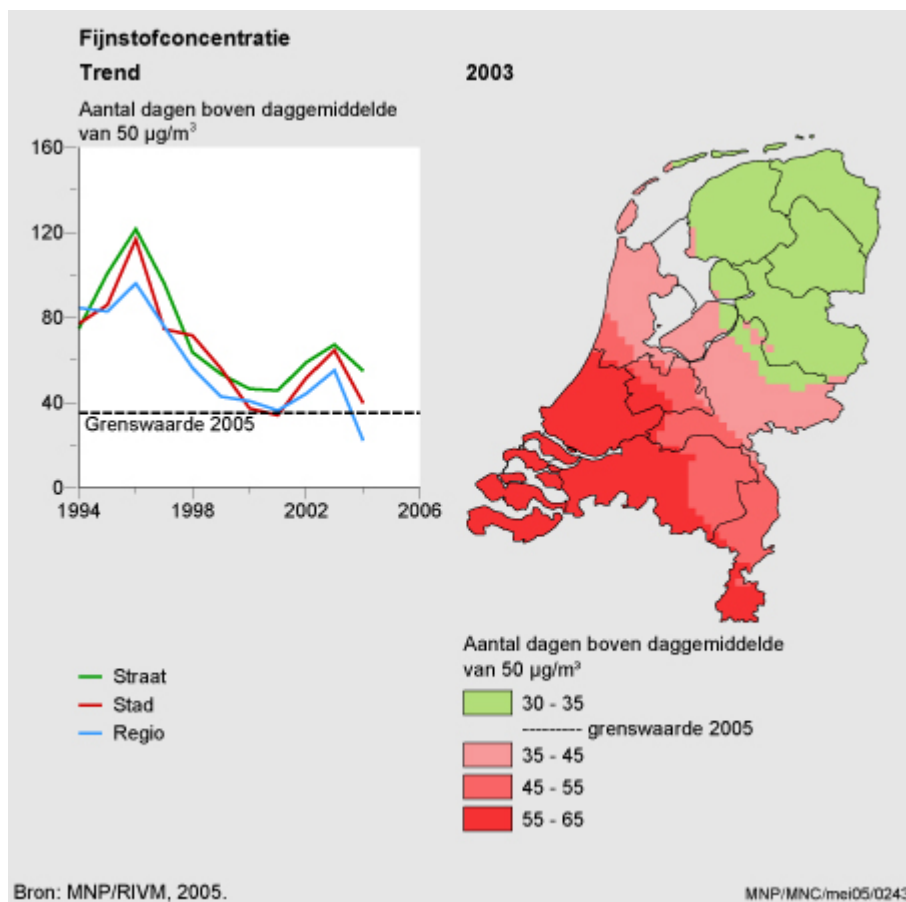 Fijnstofconcentratie
Trend
Aantal dagen boven daggemiddelde
van 50 µg/m³
160
120
80
40
0
Grenswaarde 2005
1994
1998
2002
2006
Straat
Stad
Regio
2003
Aantal dagen boven daggemiddelde
van 50 µg/m³
30 - 35
--------- grenswaarde 2005
35 - 45
45 - 55
55 - 65
Bron: MNP/RIVM, 2005.
MNP/MNC/mei05/0243